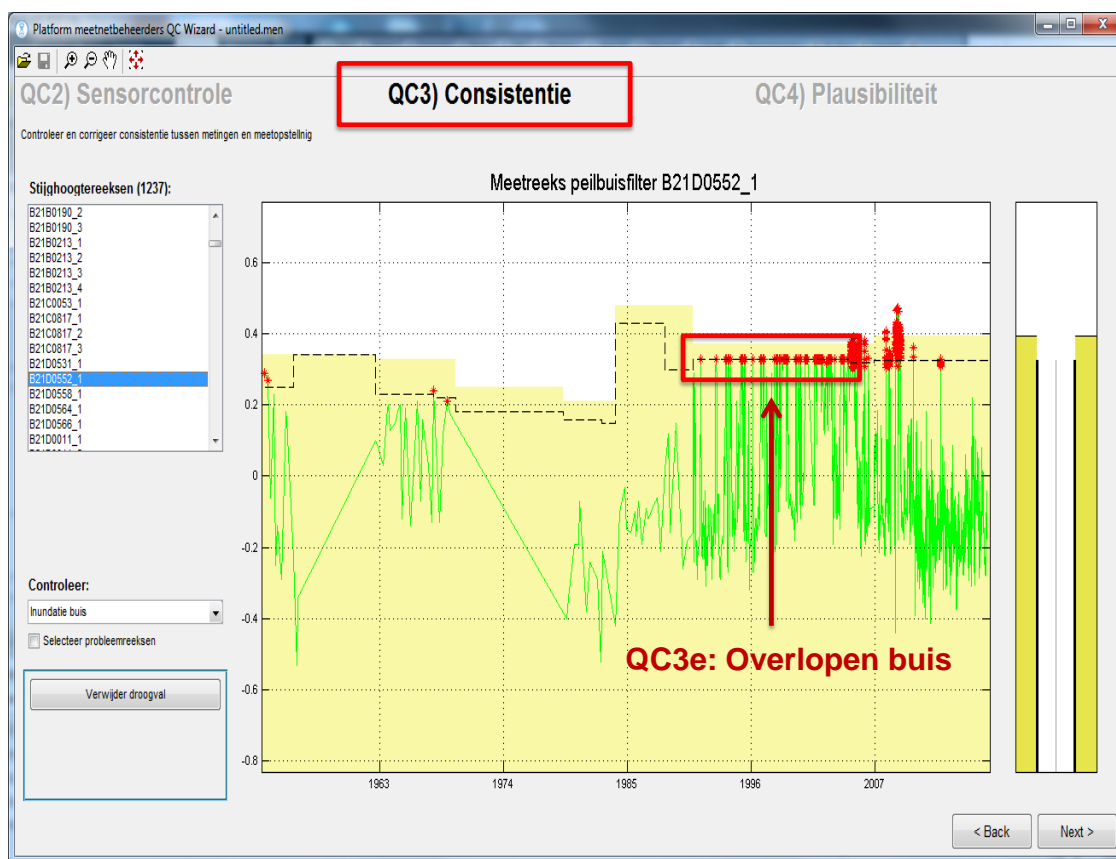 Platform meetnetbeheerders QC Wizard - untitled.men
QC2) Sensorcontrole
QC3) Consistentie
QC4) Plausibiliteit
Controleer en corrigeer consistentie tussen metingen en meetopstellnig
Stijghoogtereeksen (1237):
B21B0190_2
B21B0190_3
B21B0213_1
B21B0213_2
B21B0213_3
B21B0213_4
B21C0053_1
B21C0817_1
B21C0817_2
B21C0817_3
B21D0531_1
B21D0552_1
B21D0558_1
B21D0564_1
B21D0566_1
B21D0011_1
Controleer:
Inundatie buis
Selecteer probleemreeksen
Verwijder droogval
Meetreeks peilbuisfilter B21D0552_1
0.6
0.4
0.2
0
-0.2
-0.4
-0.6
-0.8
1963
1974
1985
1996
2007
QC3e: Overlopen buis
< Back
Next >